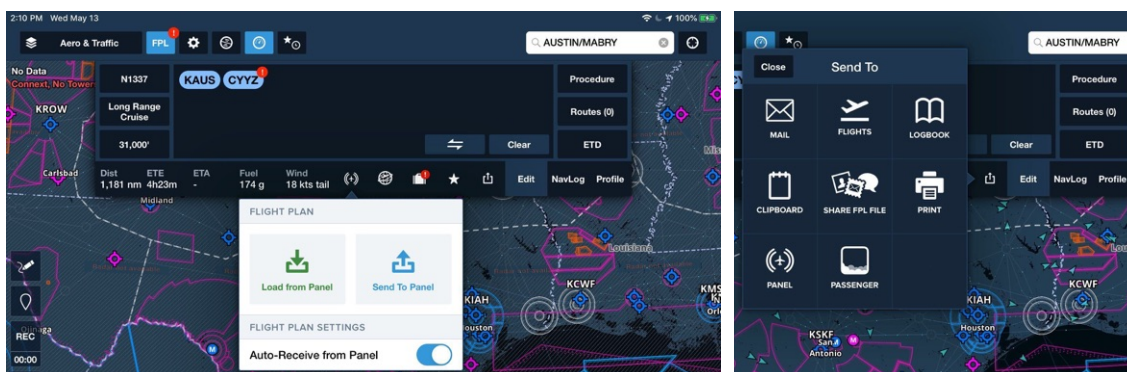 2:10 PM Wed May 13
100%
Aero & Traffic
FPL
AUSTIN/MABRY
No Data
Connext, No Tower
N1337
KAUS CYYZ
Procedure
KROW
Long Range
Cruise
Routes (0)
31,000'
Clear
ETD
Carlsbad
Dist ETE ETA Fuel Wind
1,181 nm 4h23m - 174 g 18 kts tail
Edit NavLog Profile
Midland
FLIGHT PLAN
Load from Panel
Send To Panel
FLIGHT PLAN SETTINGS
Auto-Receive from Panel
Louisiana
KCWF
KIAH
Houston
REC
00:00
AUSTIN/MABRY
Close Send To
Procedure
MAIL FLIGHTS LOGBOOK
Routes (0)
Clear ETD
CLIPBOARD SHARE FPL FILE PRINT
Edit NavLog Profile
Louisiana
PANEL PASSENGER
KCWF
KIAH
Houston
KSKF
San
Antonio